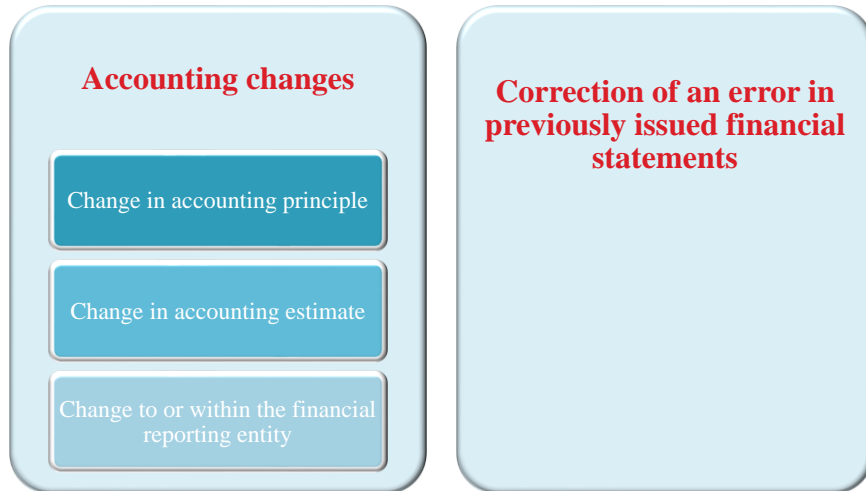 Accounting changes
Change in accounting principle
Change in accounting estimate
Change to or within the financial
reporting entity
Correction of an error in
previously issued financial
statements